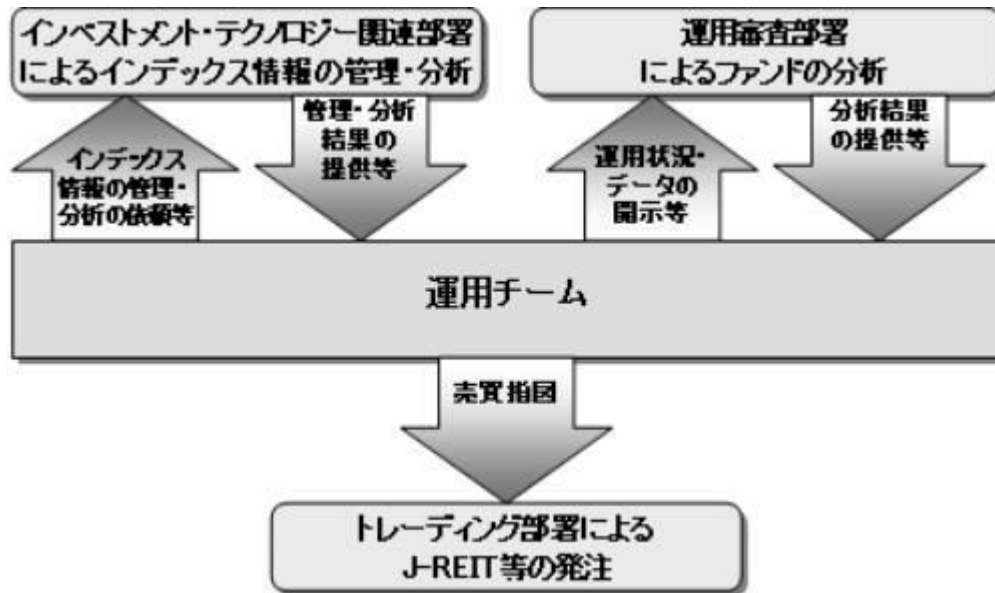 インベストメント・テクノロジー関連部署
によるインデックス情報の管理・分析
運用審査部署
によるファンドの分析
インデックス
情報の管理・
分析の依頼等
管理・分析
結果の
提供等
運用状況・
データの
開示等
分析結果
の提供等
運用チーム
売買指図
トレーディング部署による
J-REIT等の発注